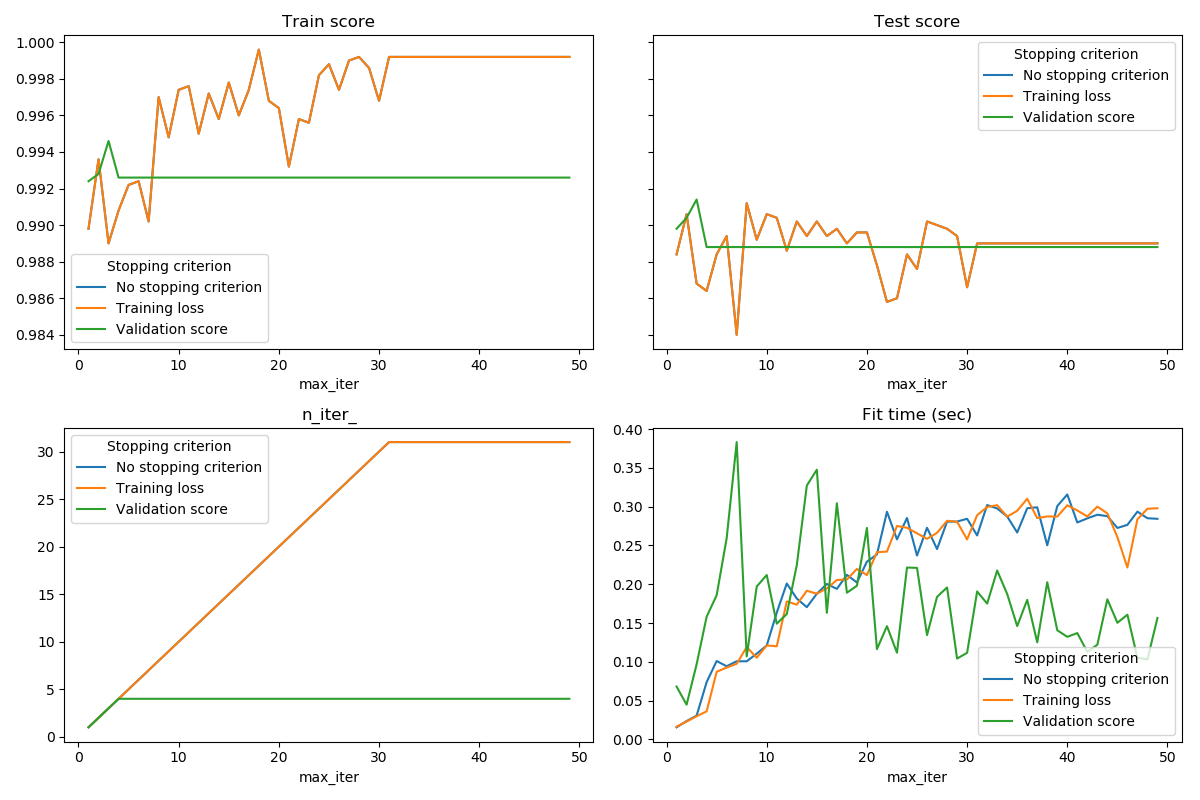 Train score
1.000
0.998
0.996
0.994
0.992
0.990
0.988
0.986
0.984
Stopping criterion
No stopping criterion
Training loss
Validation score
0 10 20 30 40 50
max_iter
Test score
Stopping criterion
No stopping criterion
Training loss
Validation score
0 10 20 30 40 50
max_iter
n_iter_
Stopping criterion
No stopping criterion
Training loss
Validation score
30
25
20
15
10
5
0
0 10 20 30 40 50
max_iter
Fit time (sec)
0.40
0.35
0.30
0.25
0.20
0.15
0.10
0.05
0.00
Stopping criterion
No stopping criterion
Training loss
Validation score
0 10 20 30 40 50
max_iter